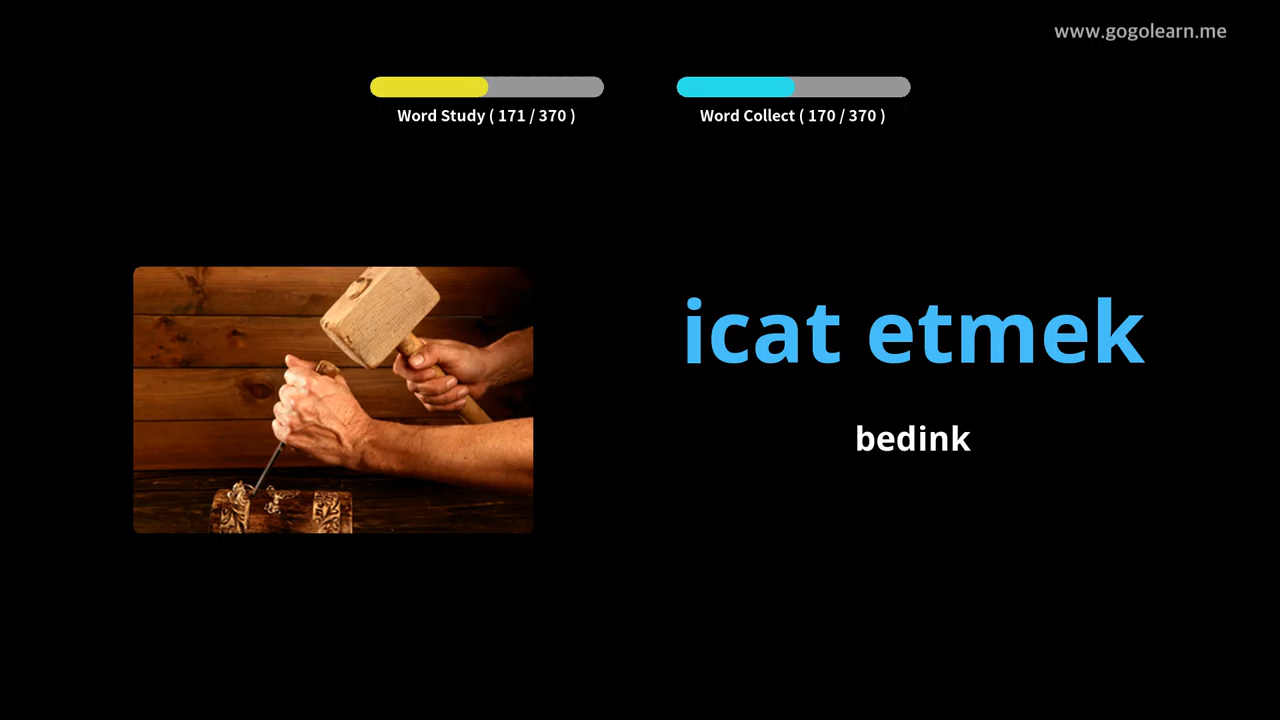 www.gogolearn.me
Word Study ( 171 / 370 )
Word Collect ( 170 / 370 )
icat etmek
bedink